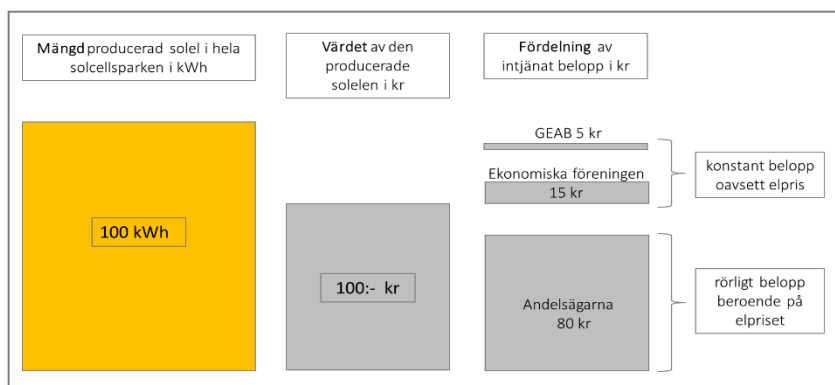 Mängd producerad solel i hela
solcellsparken i kWh
Värdet av den
producerade
solelen i kr
Fördelning av
intjänat belopp i kr
100 kWh
100:- kr
GEAB 5 kr
Ekonomiska föreningen
15 kr
Andelsägarna
80 kr
konstant belopp
oavsett elpris
rörligt belopp
beroende på
elpriset